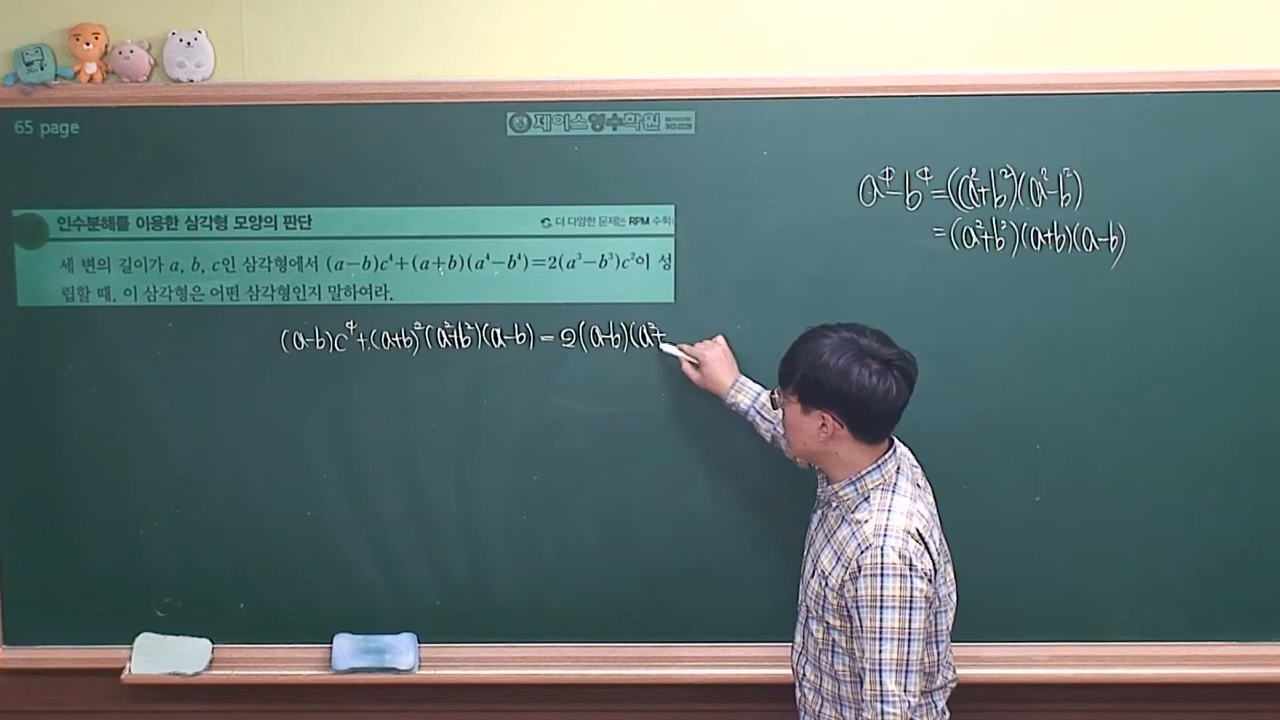 65 page
제이스영수학원
인수분해를 이용한 삼각형 모양의 판단
더 다양한 문제는 RPM 수학
세 변의 길이가 a, b, c인 삼각형에서 (a−b)c⁴+(a+b)(a⁴−b⁴)=2(a³−b³)c²이 성
립할 때, 이 삼각형은 어떤 삼각형인지 말하여라.
(a-b)c⁴+(a+b)²(a²+b²)(a-b)=2(a-b)(a²+
a⁴-b⁴=(a²+b²)(a²-b²)
=(a²+b²)(a+b)(a-b)